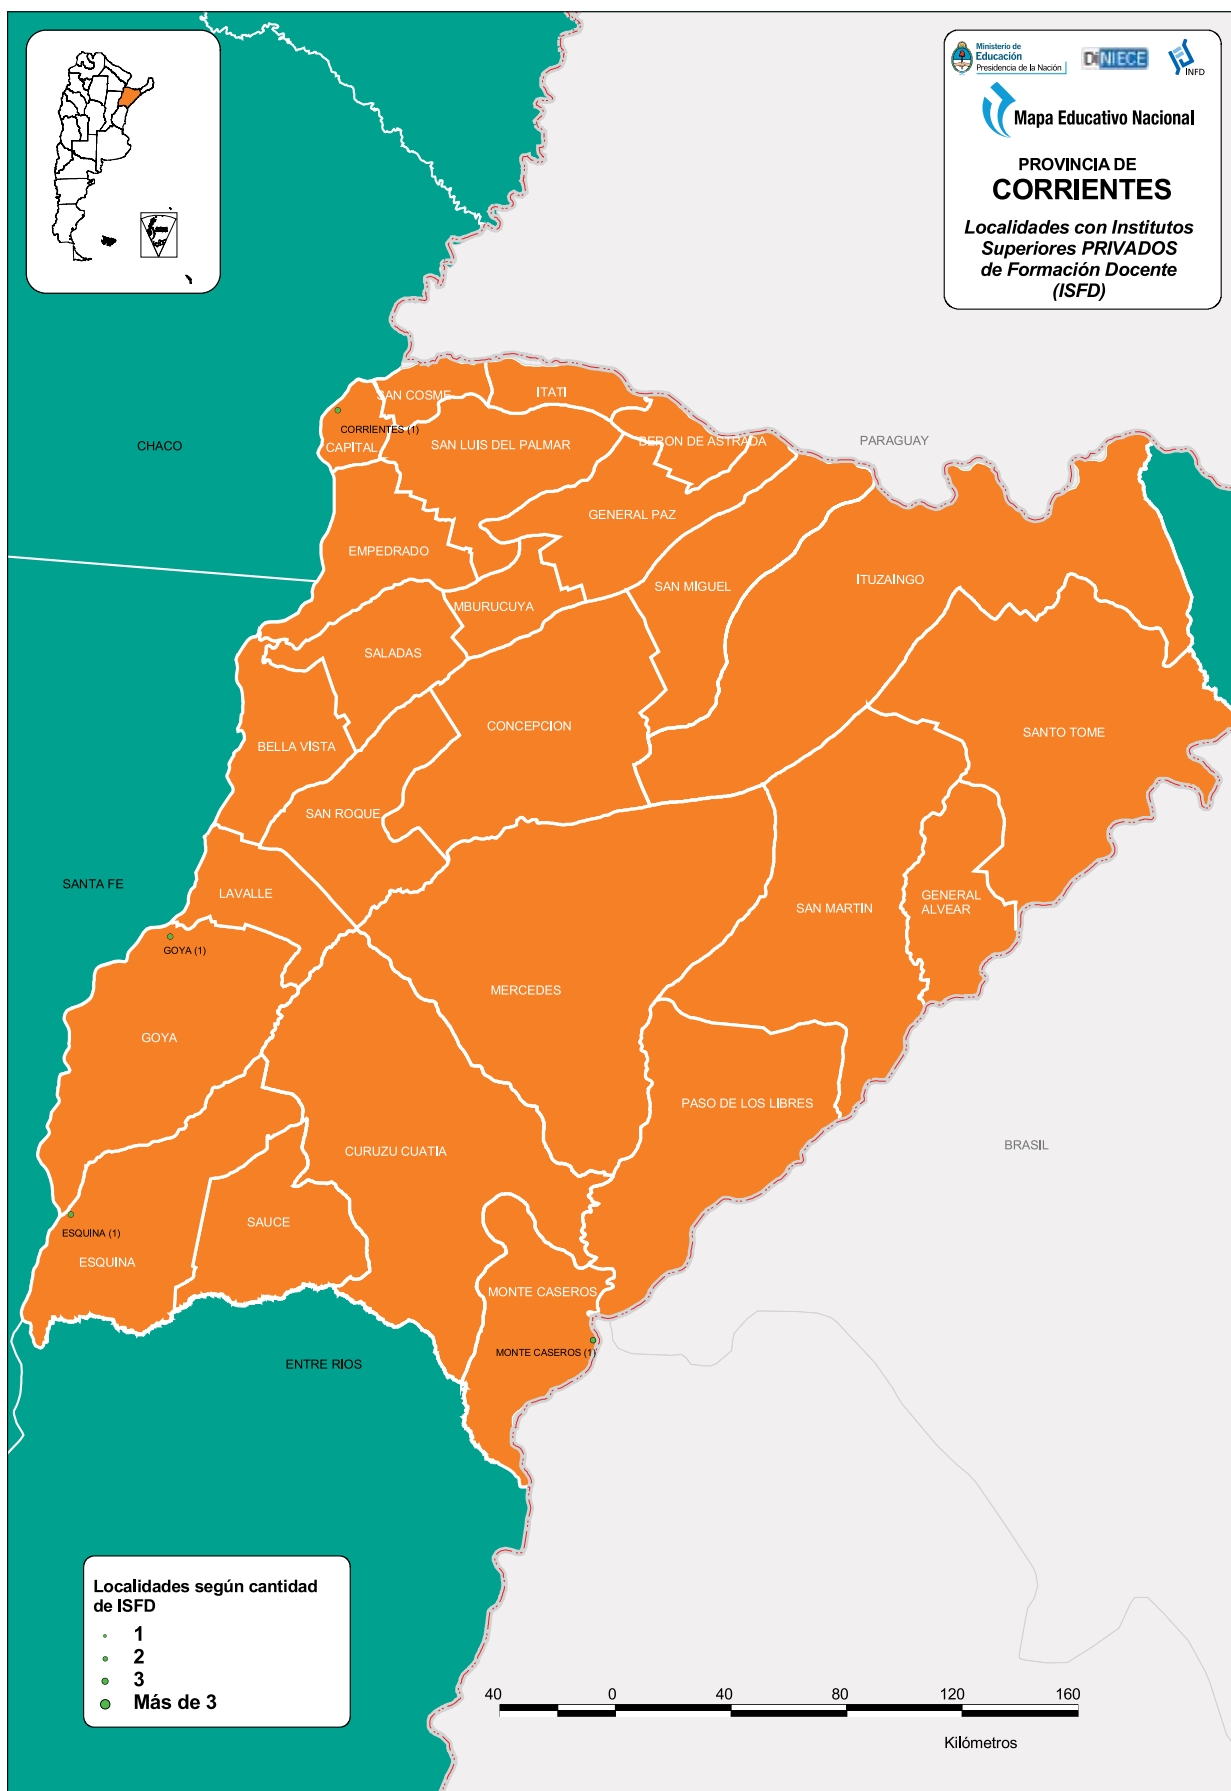 Ministerio de
Educación
Presidencia de la Nación
DiNIECE
INFD
Mapa Educativo Nacional
PROVINCIA DE
CORRIENTES
Localidades con Institutos
Superiores PRIVADOS
de Formación Docente
(ISFD)
SAN COSME
ITATI
CORRIENTES (1)
CAPITAL
SAN LUIS DEL PALMAR
BERON DE ASTRADA
PARAGUAY
CHACO
GENERAL PAZ
EMPEDRADO
SAN MIGUEL
ITUZAINGO
MBURUCUYA
SALADAS
CONCEPCION
SANTO TOME
BELLA VISTA
SAN ROQUE
SANTA FE
LAVALLE
SAN MARTIN
GENERAL
ALVEAR
GOYA (1)
MERCEDES
GOYA
PASO DE LOS LIBRES
CURUZU CUATIA
BRASIL
SAUCE
ESQUINA (1)
ESQUINA
MONTE CASEROS
MONTE CASEROS (1)
ENTRE RIOS
Localidades según cantidad
de ISFD
1
2
3
Más de 3
40 0 40 80 120 160
Kilómetros